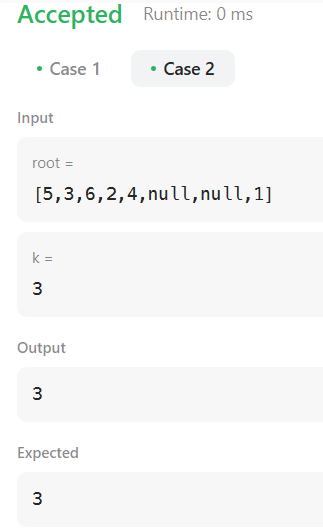 Accepted Runtime: 0 ms
• Case 1 • Case 2
Input
root =
[5,3,6,2,4,null,null,1]
k =
3
Output
3
Expected
3